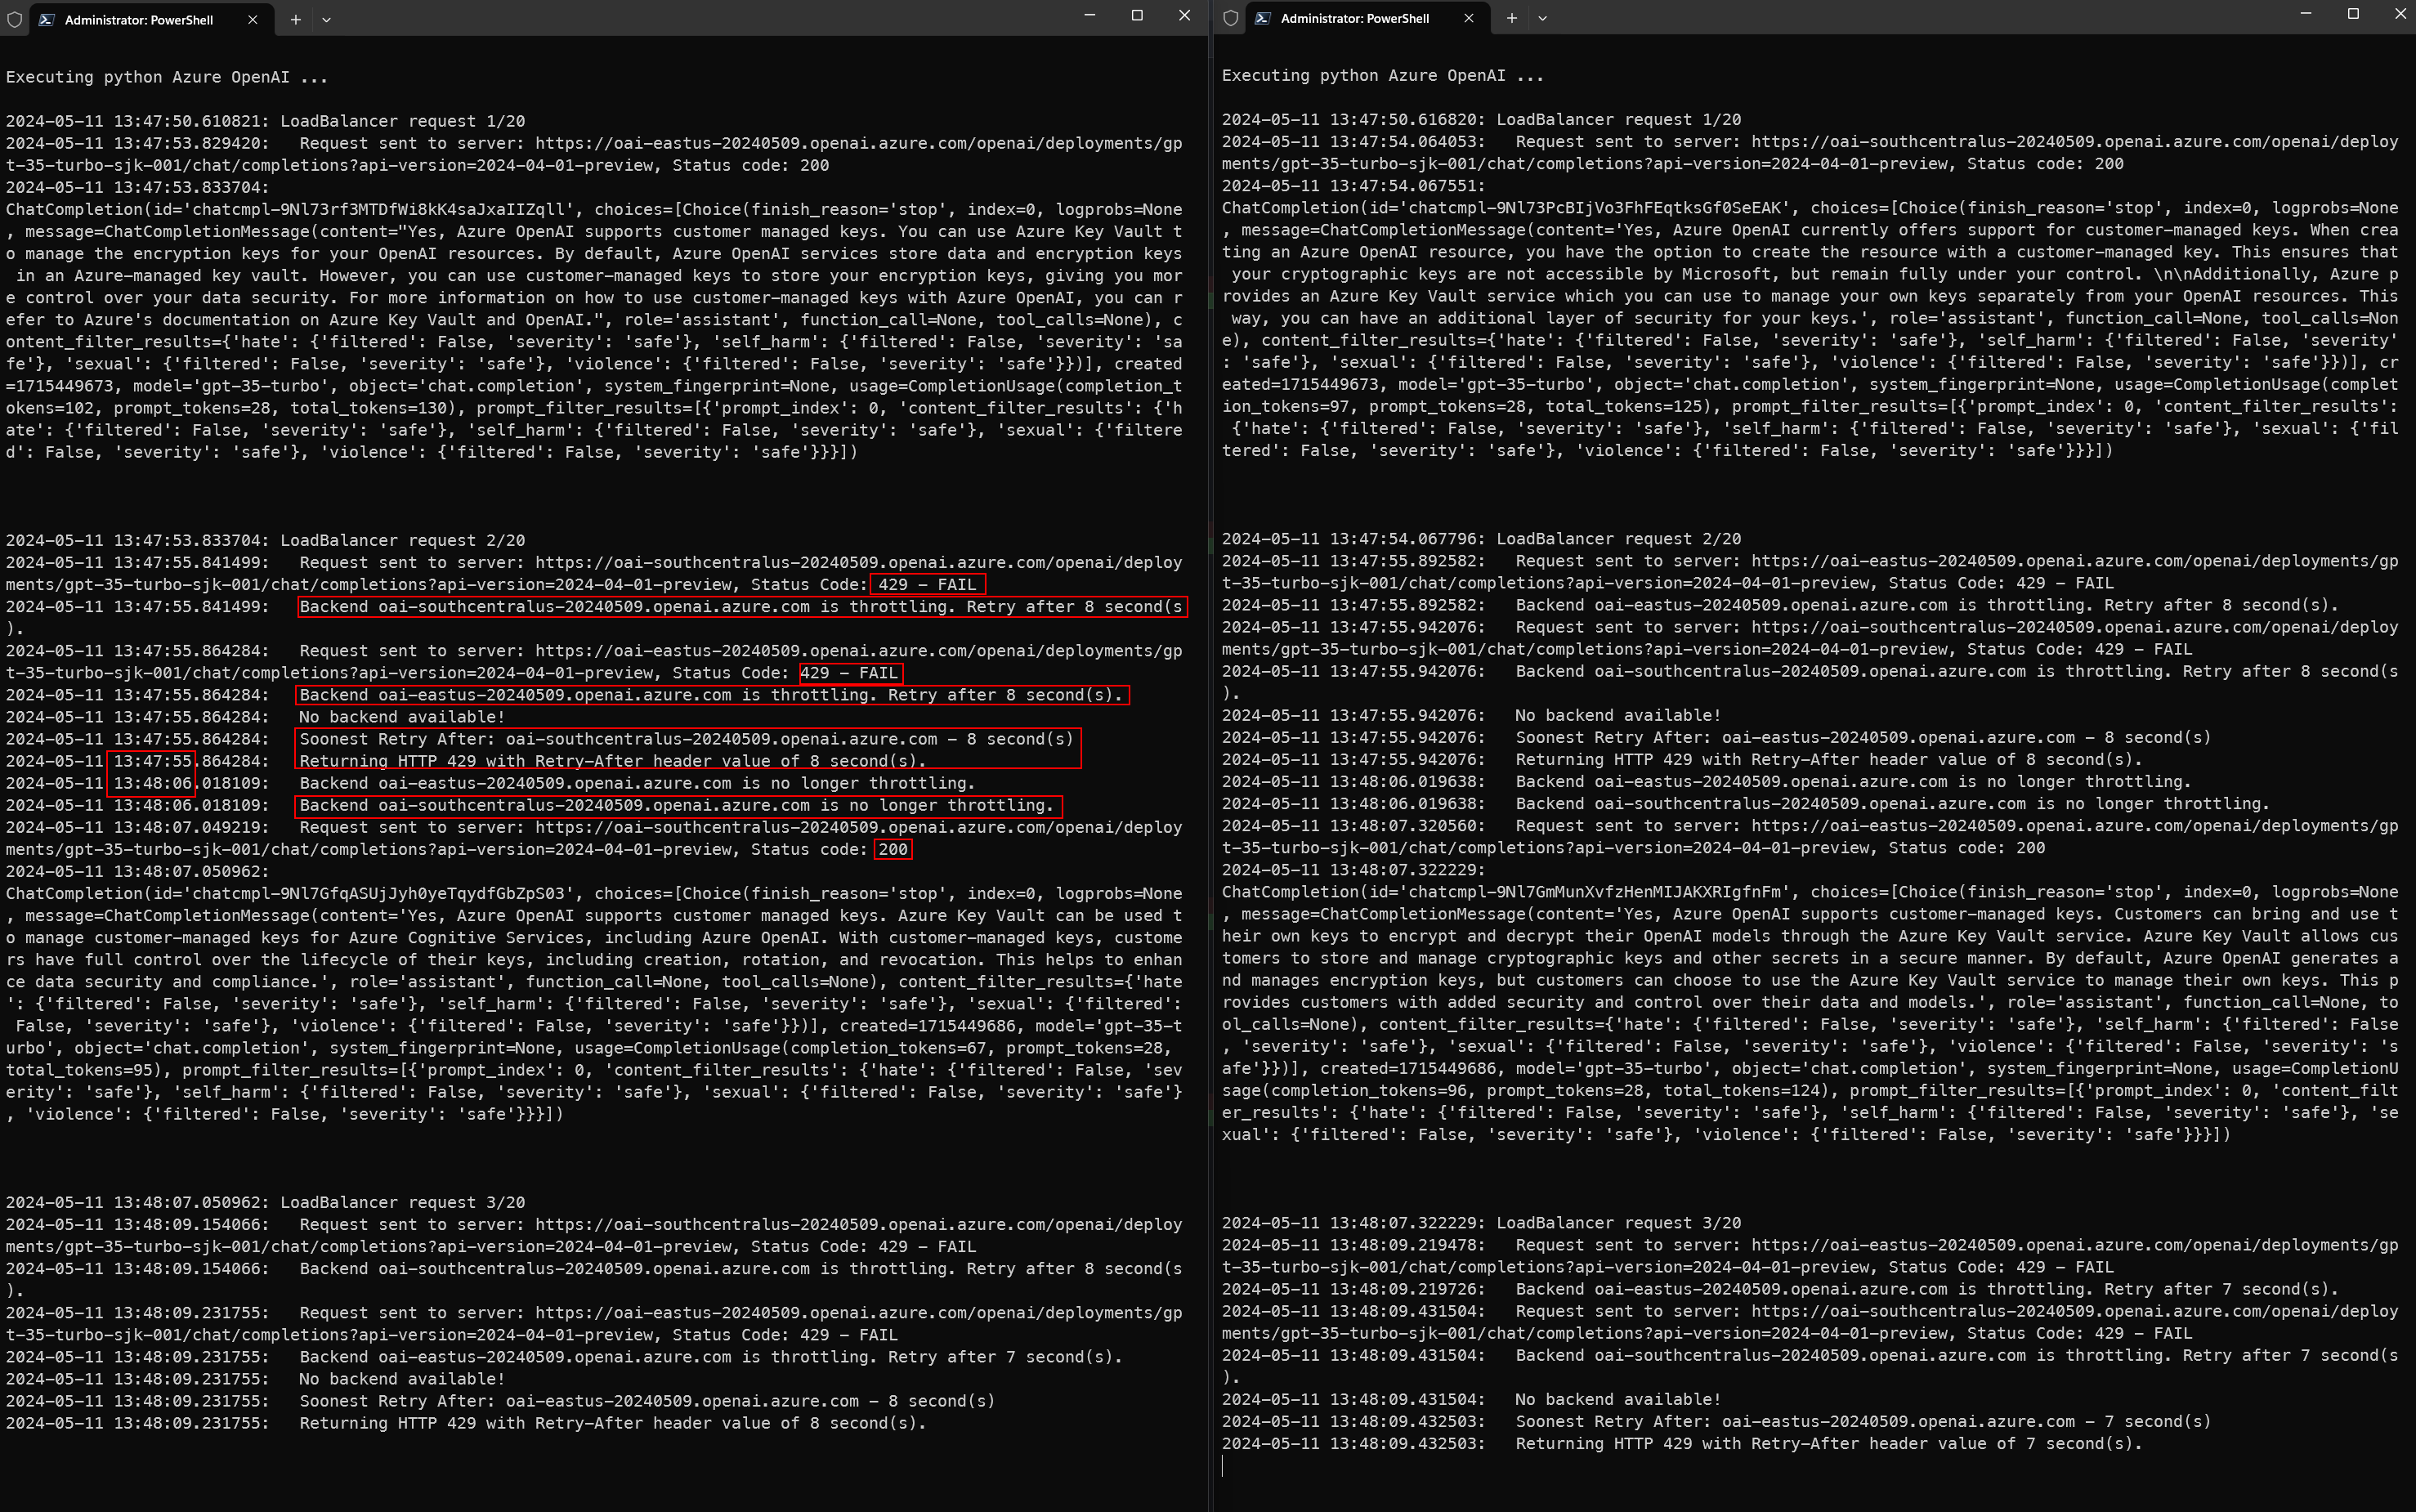 Administrator: PowerShell
Executing python Azure OpenAI ...
2024-05-11 13:47:50.610821: LoadBalancer request 1/20
2024-05-11 13:47:53.829420:   Request sent to server: https://oai-eastus-20240509.openai.azure.com/openai/deployments/gp
t-35-turbo-sjk-001/chat/completions?api-version=2024-04-01-preview, Status code: 200
2024-05-11 13:47:53.833704:
ChatCompletion(id='chatcmpl-9Nl73rf3MTDfWi8kK4saJxaIIZqll', choices=[Choice(finish_reason='stop', index=0, logprobs=None
, message=ChatCompletionMessage(content="Yes, Azure OpenAI supports customer managed keys. You can use Azure Key Vault t
o manage the encryption keys for your OpenAI resources. By default, Azure OpenAI services store data and encryption keys
 in an Azure-managed key vault. However, you can use customer-managed keys to store your encryption keys, giving you mor
e control over your data security. For more information on how to use customer-managed keys with Azure OpenAI, you can r
efer to Azure's documentation on Azure Key Vault and OpenAI.", role='assistant', function_call=None, tool_calls=None), c
ontent_filter_results={'hate': {'filtered': False, 'severity': 'safe'}, 'self_harm': {'filtered': False, 'severity': 'sa
fe'}, 'sexual': {'filtered': False, 'severity': 'safe'}, 'violence': {'filtered': False, 'severity': 'safe'}})], created
=1715449673, model='gpt-35-turbo', object='chat.completion', system_fingerprint=None, usage=CompletionUsage(completion_t
okens=102, prompt_tokens=28, total_tokens=130), prompt_filter_results=[{'prompt_index': 0, 'content_filter_results': {'h
ate': {'filtered': False, 'severity': 'safe'}, 'self_harm': {'filtered': False, 'severity': 'safe'}, 'sexual': {'filtere
d': False, 'severity': 'safe'}, 'violence': {'filtered': False, 'severity': 'safe'}}}])
2024-05-11 13:47:53.833704: LoadBalancer request 2/20
2024-05-11 13:47:55.841499:   Request sent to server: https://oai-southcentralus-20240509.openai.azure.com/openai/deploy
ments/gpt-35-turbo-sjk-001/chat/completions?api-version=2024-04-01-preview, Status Code: 429 - FAIL
2024-05-11 13:47:55.841499:   Backend oai-southcentralus-20240509.openai.azure.com is throttling. Retry after 8 second(s
).
2024-05-11 13:47:55.864284:   Request sent to server: https://oai-eastus-20240509.openai.azure.com/openai/deployments/gp
t-35-turbo-sjk-001/chat/completions?api-version=2024-04-01-preview, Status Code: 429 - FAIL
2024-05-11 13:47:55.864284:   Backend oai-eastus-20240509.openai.azure.com is throttling. Retry after 8 second(s).
2024-05-11 13:47:55.864284:   No backend available!
2024-05-11 13:47:55.864284:   Soonest Retry After: oai-southcentralus-20240509.openai.azure.com - 8 second(s)
2024-05-11 13:47:55.864284:   Returning HTTP 429 with Retry-After header value of 8 second(s).
2024-05-11 13:48:06.018109:   Backend oai-eastus-20240509.openai.azure.com is no longer throttling.
2024-05-11 13:48:06.018109:   Backend oai-southcentralus-20240509.openai.azure.com is no longer throttling.
2024-05-11 13:48:07.049219:   Request sent to server: https://oai-southcentralus-20240509.openai.azure.com/openai/deploy
ments/gpt-35-turbo-sjk-001/chat/completions?api-version=2024-04-01-preview, Status code: 200
2024-05-11 13:48:07.050962:
ChatCompletion(id='chatcmpl-9Nl7GfqASUjJyh0yeTqydfGbZpS03', choices=[Choice(finish_reason='stop', index=0, logprobs=None
, message=ChatCompletionMessage(content='Yes, Azure OpenAI supports customer managed keys. Azure Key Vault can be used t
o manage customer-managed keys for Azure Cognitive Services, including Azure OpenAI. With customer-managed keys, custome
rs have full control over the lifecycle of their keys, including creation, rotation, and revocation. This helps to enhan
ce data security and compliance.', role='assistant', function_call=None, tool_calls=None), content_filter_results={'hate
': {'filtered': False, 'severity': 'safe'}, 'self_harm': {'filtered': False, 'severity': 'safe'}, 'sexual': {'filtered':
 False, 'severity': 'safe'}, 'violence': {'filtered': False, 'severity': 'safe'}})], created=1715449686, model='gpt-35-t
urbo', object='chat.completion', system_fingerprint=None, usage=CompletionUsage(completion_tokens=67, prompt_tokens=28,
total_tokens=95), prompt_filter_results=[{'prompt_index': 0, 'content_filter_results': {'hate': {'filtered': False, 'sev
erity': 'safe'}, 'self_harm': {'filtered': False, 'severity': 'safe'}, 'sexual': {'filtered': False, 'severity': 'safe'}
, 'violence': {'filtered': False, 'severity': 'safe'}}}])
2024-05-11 13:48:07.050962: LoadBalancer request 3/20
2024-05-11 13:48:09.154066:   Request sent to server: https://oai-southcentralus-20240509.openai.azure.com/openai/deploy
ments/gpt-35-turbo-sjk-001/chat/completions?api-version=2024-04-01-preview, Status Code: 429 - FAIL
2024-05-11 13:48:09.154066:   Backend oai-southcentralus-20240509.openai.azure.com is throttling. Retry after 8 second(s
).
2024-05-11 13:48:09.231755:   Request sent to server: https://oai-eastus-20240509.openai.azure.com/openai/deployments/gp
t-35-turbo-sjk-001/chat/completions?api-version=2024-04-01-preview, Status Code: 429 - FAIL
2024-05-11 13:48:09.231755:   Backend oai-eastus-20240509.openai.azure.com is throttling. Retry after 7 second(s).
2024-05-11 13:48:09.231755:   No backend available!
2024-05-11 13:48:09.231755:   Soonest Retry After: oai-eastus-20240509.openai.azure.com - 8 second(s)
2024-05-11 13:48:09.231755:   Returning HTTP 429 with Retry-After header value of 8 second(s).
Administrator: PowerShell
Executing python Azure OpenAI ...
2024-05-11 13:47:50.616820: LoadBalancer request 1/20
2024-05-11 13:47:54.064053:   Request sent to server: https://oai-southcentralus-20240509.openai.azure.com/openai/deploy
ments/gpt-35-turbo-sjk-001/chat/completions?api-version=2024-04-01-preview, Status code: 200
2024-05-11 13:47:54.067551:
ChatCompletion(id='chatcmpl-9Nl73PcBIjVo3FhFEqtksGf0SeEAK', choices=[Choice(finish_reason='stop', index=0, logprobs=None
, message=ChatCompletionMessage(content='Yes, Azure OpenAI currently offers support for customer-managed keys. When crea
ting an Azure OpenAI resource, you have the option to create the resource with a customer-managed key. This ensures that
 your cryptographic keys are not accessible by Microsoft, but remain fully under your control. \n\nAdditionally, Azure p
rovides an Azure Key Vault service which you can use to manage your own keys separately from your OpenAI resources. This
 way, you can have an additional layer of security for your keys.', role='assistant', function_call=None, tool_calls=Non
e), content_filter_results={'hate': {'filtered': False, 'severity': 'safe'}, 'self_harm': {'filtered': False, 'severity'
: 'safe'}, 'sexual': {'filtered': False, 'severity': 'safe'}, 'violence': {'filtered': False, 'severity': 'safe'}})], cr
eated=1715449673, model='gpt-35-turbo', object='chat.completion', system_fingerprint=None, usage=CompletionUsage(complet
ion_tokens=97, prompt_tokens=28, total_tokens=125), prompt_filter_results=[{'prompt_index': 0, 'content_filter_results':
 {'hate': {'filtered': False, 'severity': 'safe'}, 'self_harm': {'filtered': False, 'severity': 'safe'}, 'sexual': {'fil
tered': False, 'severity': 'safe'}, 'violence': {'filtered': False, 'severity': 'safe'}}}])
2024-05-11 13:47:54.067796: LoadBalancer request 2/20
2024-05-11 13:47:55.892582:   Request sent to server: https://oai-eastus-20240509.openai.azure.com/openai/deployments/gp
t-35-turbo-sjk-001/chat/completions?api-version=2024-04-01-preview, Status Code: 429 - FAIL
2024-05-11 13:47:55.892582:   Backend oai-eastus-20240509.openai.azure.com is throttling. Retry after 8 second(s).
2024-05-11 13:47:55.942076:   Request sent to server: https://oai-southcentralus-20240509.openai.azure.com/openai/deploy
ments/gpt-35-turbo-sjk-001/chat/completions?api-version=2024-04-01-preview, Status Code: 429 - FAIL
2024-05-11 13:47:55.942076:   Backend oai-southcentralus-20240509.openai.azure.com is throttling. Retry after 8 second(s
).
2024-05-11 13:47:55.942076:   No backend available!
2024-05-11 13:47:55.942076:   Soonest Retry After: oai-eastus-20240509.openai.azure.com - 8 second(s)
2024-05-11 13:47:55.942076:   Returning HTTP 429 with Retry-After header value of 8 second(s).
2024-05-11 13:48:06.019638:   Backend oai-eastus-20240509.openai.azure.com is no longer throttling.
2024-05-11 13:48:06.019638:   Backend oai-southcentralus-20240509.openai.azure.com is no longer throttling.
2024-05-11 13:48:07.320560:   Request sent to server: https://oai-eastus-20240509.openai.azure.com/openai/deployments/gp
t-35-turbo-sjk-001/chat/completions?api-version=2024-04-01-preview, Status code: 200
2024-05-11 13:48:07.322229:
ChatCompletion(id='chatcmpl-9Nl7GmMunXvfzHenMIJAKXRIgfnFm', choices=[Choice(finish_reason='stop', index=0, logprobs=None
, message=ChatCompletionMessage(content='Yes, Azure OpenAI supports customer-managed keys. Customers can bring and use t
heir own keys to encrypt and decrypt their OpenAI models through the Azure Key Vault service. Azure Key Vault allows cus
tomers to store and manage cryptographic keys and other secrets in a secure manner. By default, Azure OpenAI generates a
nd manages encryption keys, but customers can choose to use the Azure Key Vault service to manage their own keys. This p
rovides customers with added security and control over their data and models.', role='assistant', function_call=None, to
ol_calls=None), content_filter_results={'hate': {'filtered': False, 'severity': 'safe'}, 'self_harm': {'filtered': False
, 'severity': 'safe'}, 'sexual': {'filtered': False, 'severity': 'safe'}, 'violence': {'filtered': False, 'severity': 's
afe'}})], created=1715449686, model='gpt-35-turbo', object='chat.completion', system_fingerprint=None, usage=CompletionU
sage(completion_tokens=96, prompt_tokens=28, total_tokens=124), prompt_filter_results=[{'prompt_index': 0, 'content_filt
er_results': {'hate': {'filtered': False, 'severity': 'safe'}, 'self_harm': {'filtered': False, 'severity': 'safe'}, 'se
xual': {'filtered': False, 'severity': 'safe'}, 'violence': {'filtered': False, 'severity': 'safe'}}}])
2024-05-11 13:48:07.322229: LoadBalancer request 3/20
2024-05-11 13:48:09.219478:   Request sent to server: https://oai-eastus-20240509.openai.azure.com/openai/deployments/gp
t-35-turbo-sjk-001/chat/completions?api-version=2024-04-01-preview, Status Code: 429 - FAIL
2024-05-11 13:48:09.219726:   Backend oai-eastus-20240509.openai.azure.com is throttling. Retry after 7 second(s).
2024-05-11 13:48:09.431504:   Request sent to server: https://oai-southcentralus-20240509.openai.azure.com/openai/deploy
ments/gpt-35-turbo-sjk-001/chat/completions?api-version=2024-04-01-preview, Status Code: 429 - FAIL
2024-05-11 13:48:09.431504:   Backend oai-southcentralus-20240509.openai.azure.com is throttling. Retry after 7 second(s
).
2024-05-11 13:48:09.431504:   No backend available!
2024-05-11 13:48:09.432503:   Soonest Retry After: oai-eastus-20240509.openai.azure.com - 7 second(s)
2024-05-11 13:48:09.432503:   Returning HTTP 429 with Retry-After header value of 7 second(s).